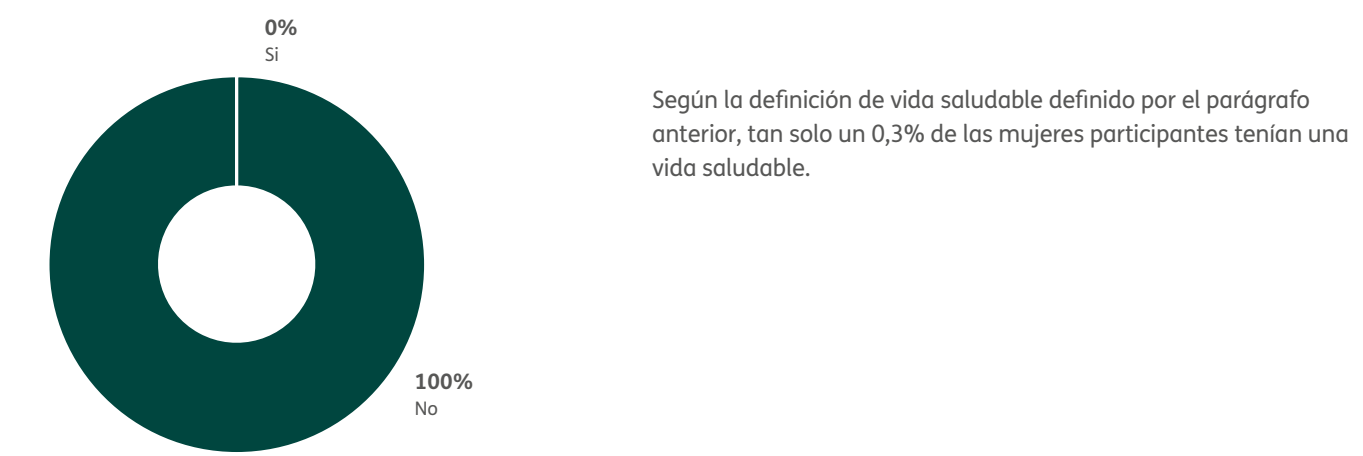 0%
Si
Según la definición de vida saludable definido por el parágrafo
anterior, tan solo un 0,3% de las mujeres participantes tenían una
vida saludable.
100%
No